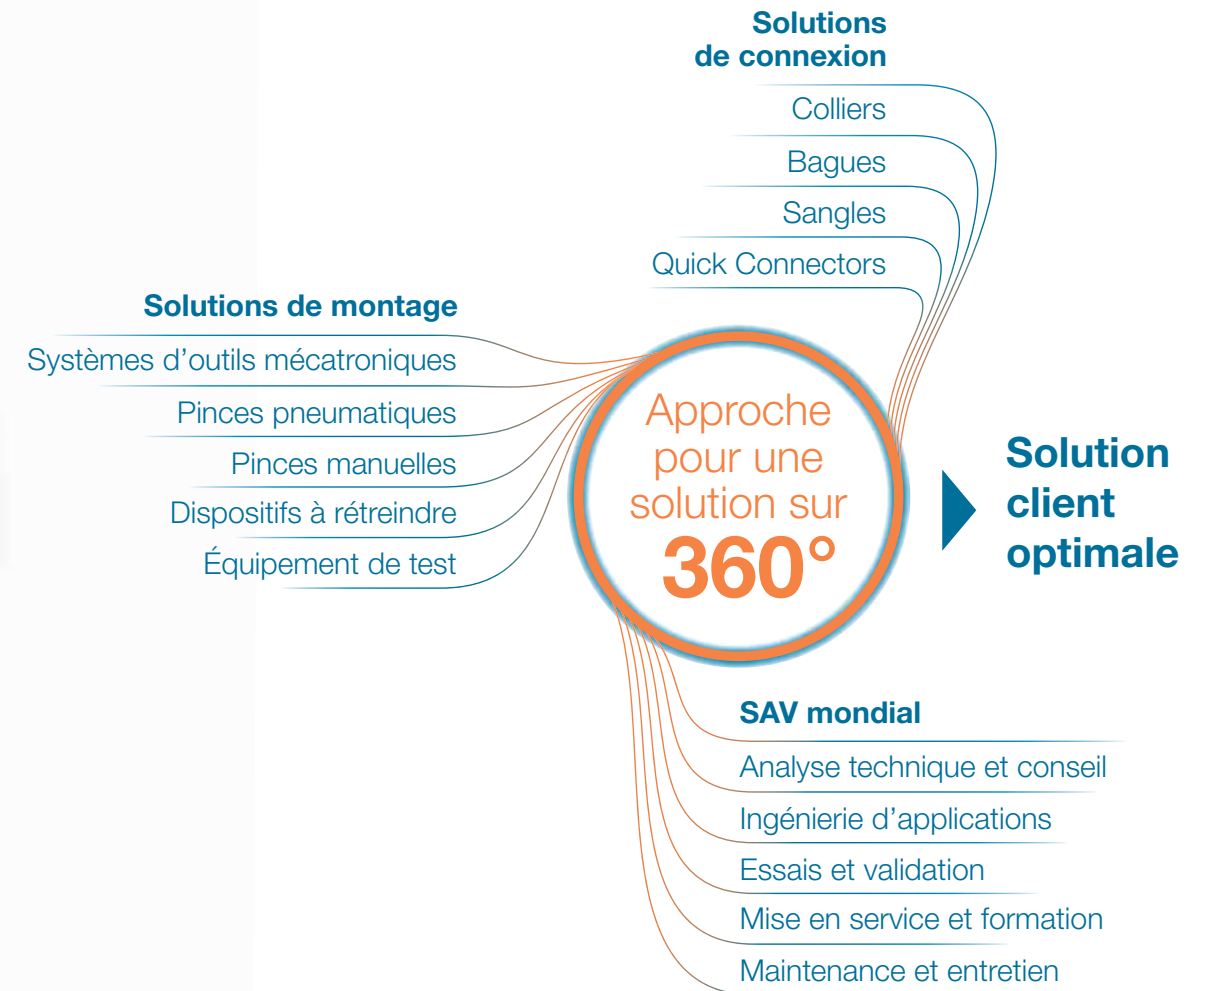 Solutions
de connexion
Colliers
Bagues
Sangles
Quick Connectors
Solutions de montage
Systèmes d’outils mécatroniques
Pinces pneumatiques
Pinces manuelles
Dispositifs à rétreindre
Équipement de test
Approche
pour une
solution sur
360°
Solution
client
optimale
SAV mondial
Analyse technique et conseil
Ingénierie d’applications
Essais et validation
Mise en service et formation
Maintenance et entretien